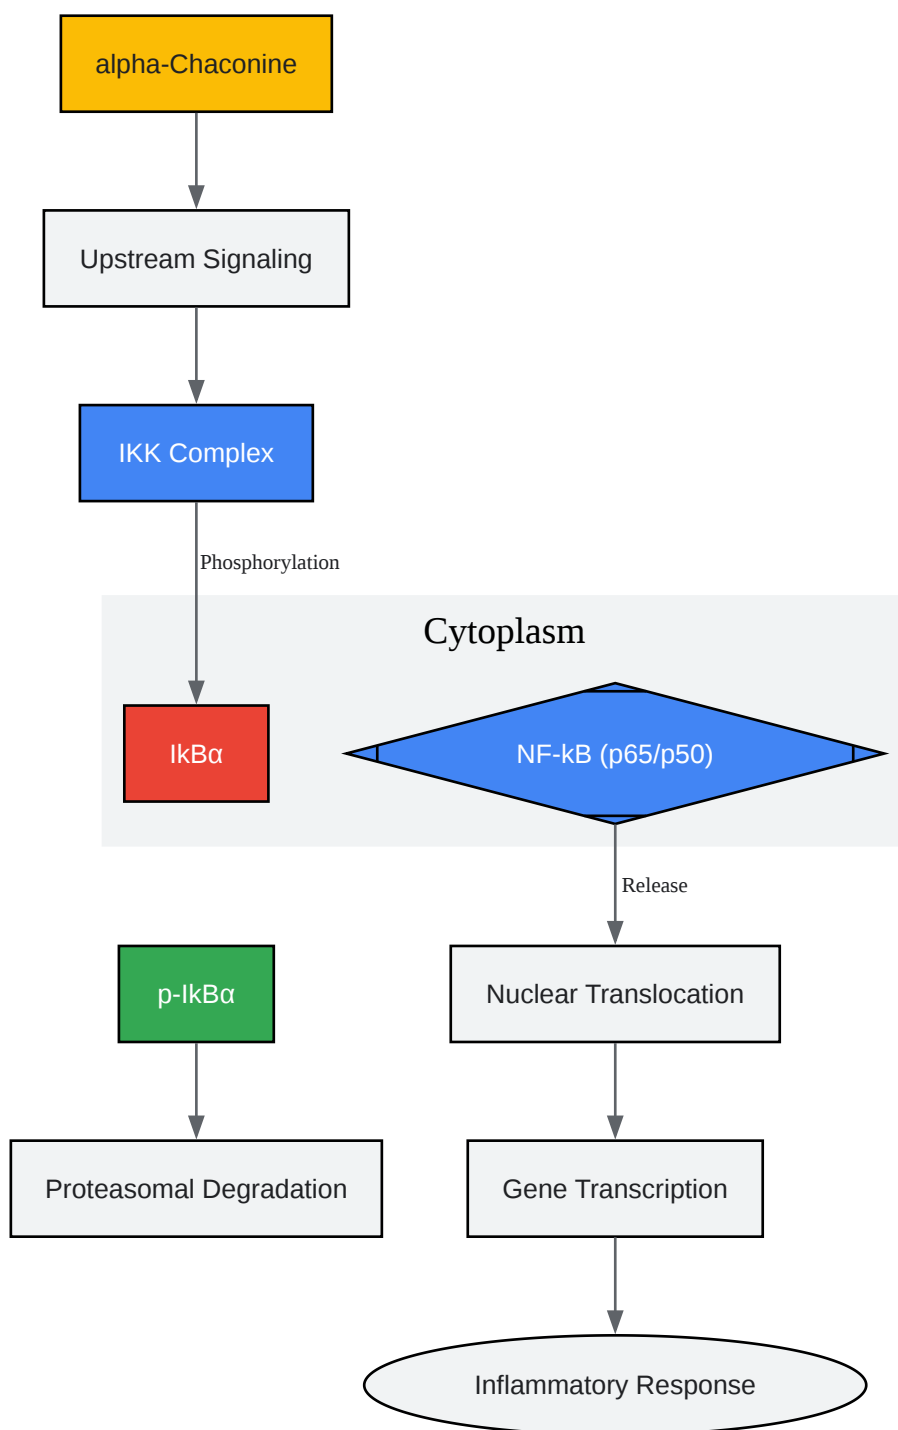 alpha-Chaconine
Upstream Signaling
IKK Complex
Phosphorylation
Cytoplasm
IkBα
NF-kB (p65/p50)
Release
p-IkBα
Nuclear Translocation
Proteasomal Degradation
Gene Transcription
Inflammatory Response